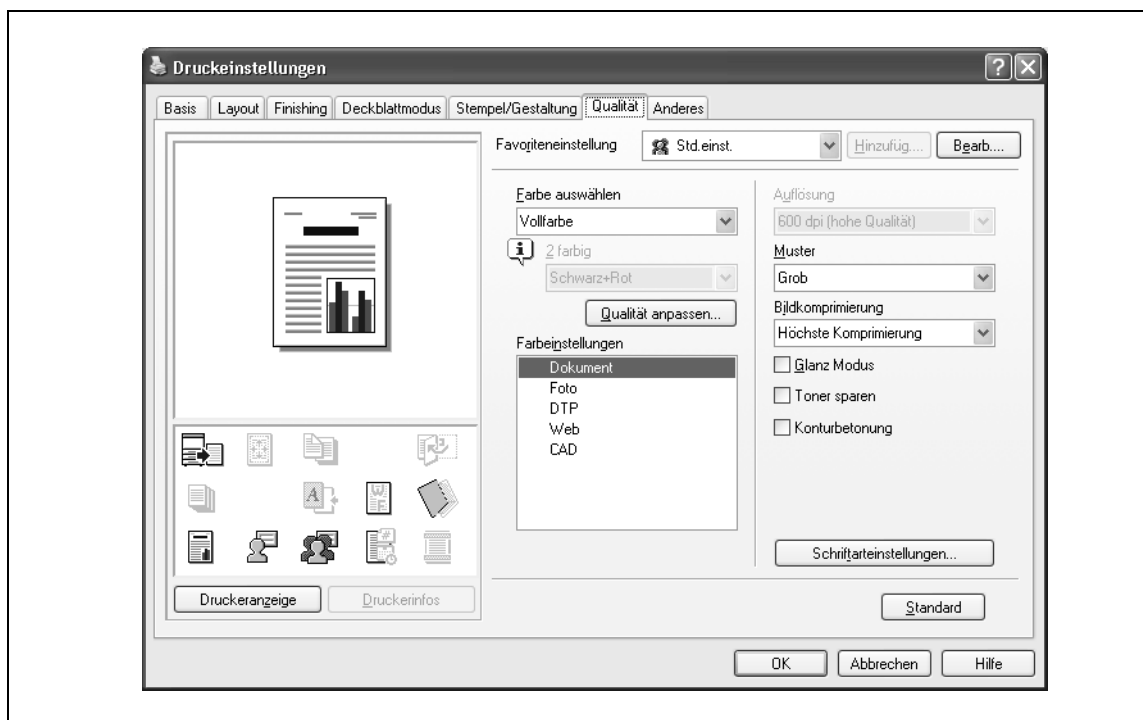 Druckeinstellungen
Basis Layout Finishing Deckblattmodus Stempel/Gestaltung Qualität Anderes
Favoriteneinstellung Std.einst. Hinzufüg.... Bearb....
Farbe auswählen
Vollfarbe
2 farbig
Schwarz+Rot
Qualität anpassen...
Farbeinstellungen
Dokument
Foto
DTP
Web
CAD
Auflösung
600 dpi (hohe Qualität)
Muster
Grob
Bildkomprimierung
Höchste Komprimierung
Glanz Modus
Toner sparen
Konturbetonung
Schriftarteinstellungen...
Druckeranzeige Druckerinfos
Standard
OK Abbrechen Hilfe